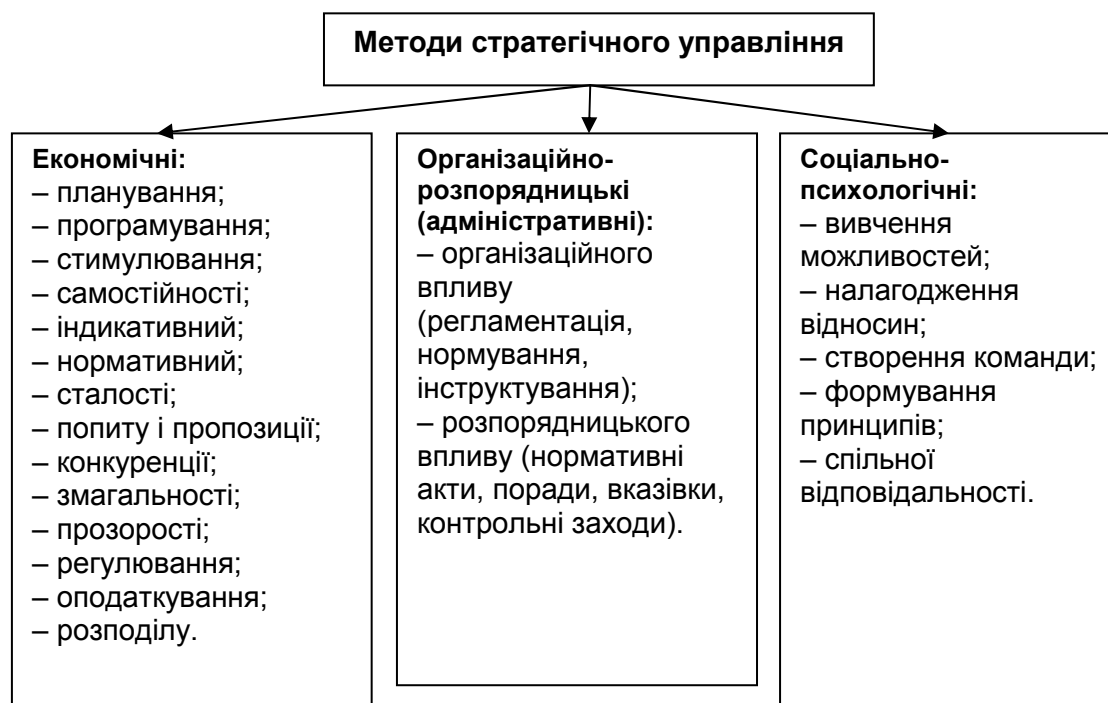 Методи стратегічного управління
Економічні:
– планування;
– програмування;
– стимулювання;
– самостійності;
– індикативний;
– нормативний;
– сталості;
– попиту і пропозиції;
– конкуренції;
– змагальності;
– прозорості;
– регулювання;
– оподаткування;
– розподілу.
Організаційно-
розпорядницькі
(адміністративні):
– організаційного
впливу
(регламентація,
нормування,
інструктування);
– розпорядницького
впливу (нормативні
акти, поради, вказівки,
контрольні заходи).
Соціально-
психологічні:
– вивчення
можливостей;
– налагодження
відносин;
– створення команди;
– формування
принципів;
– спільної
відповідальності.